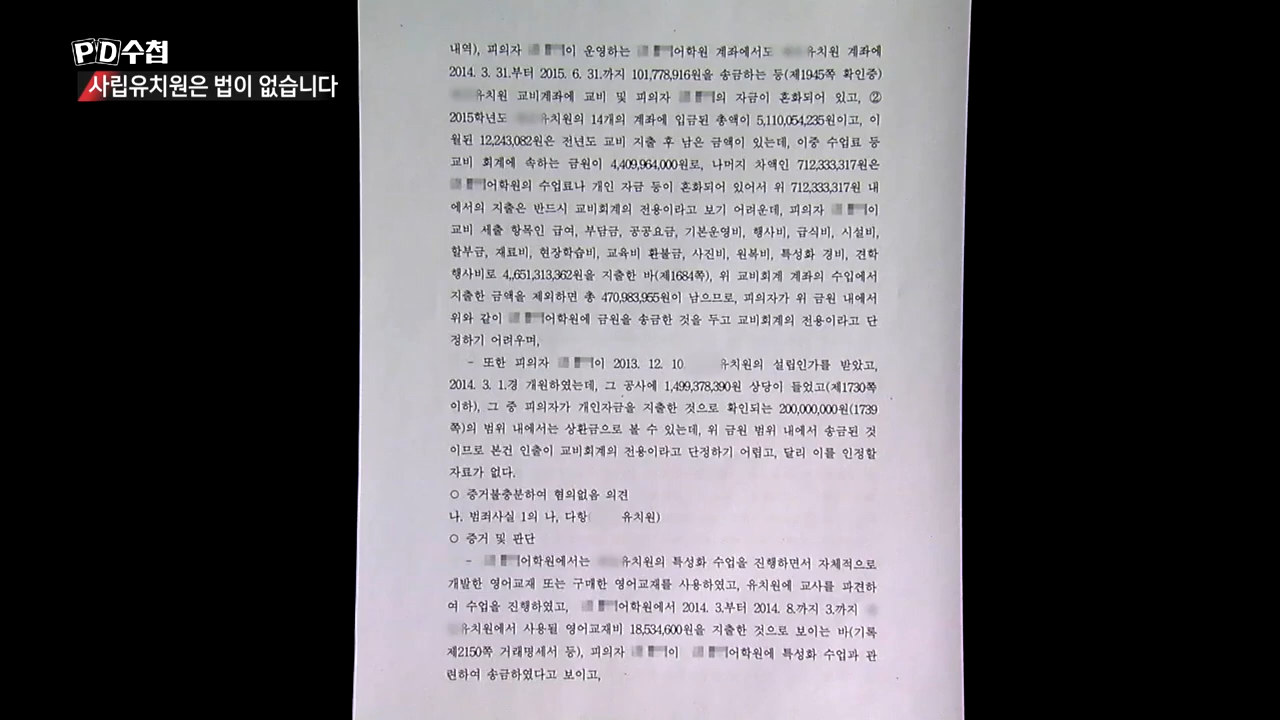 PD수첩
사립유치원은 법이 없습니다
내역), 피의자 이 운영하는 어학원 계좌에서도 유치원 계좌에
2014. 3. 31.부터 2015. 6. 31.까지 101,778,916원을 송금하는 등(제1945쪽 확인중)
유치원 교비계좌에 교비 및 피의자 의 자금이 혼화되어 있고, ②
2015학년도 유치원의 14개의 계좌에 입금된 총액이 5,110,054,235원이고, 이
월된 12,243,082원은 전년도 교비 지출 후 남은 금액이 있는데, 이중 수업료 등
교비 회계에 속하는 금원이 4,409,964,000원로, 나머지 차액인 712,333,317원은
어학원의 수업료나 개인 자금 등이 혼화되어 있어서 위 712,333,317원 내
에서의 지출은 반드시 교비회계의 전용이라고 보기 어려운데, 피의자 이
교비 세출 항목인 급여, 부담금, 공공요금, 기본운영비, 행사비, 급식비, 시설비,
할부금, 재료비, 현장학습비, 교육비 환불금, 사진비, 원복비, 특성화 경비, 견학
행사비로 4,,651,313,362원을 지출한 바(제1684쪽), 위 교비회계 계좌의 수입에서
지출한 금액을 제외하면 총 470,983,955원이 남으므로, 피의자가 위 금원 내에서
위와 같이 어학원에 금원을 송금한 것을 두고 교비회계의 전용이라고 단
정하기 어려우며,
- 또한 피의자 이 2013. 12. 10 유치원의 설립인가를 받았고,
2014. 3. 1.경 개원하였는데, 그 공사에 1,499,378,390원 상당이 들었고(제1730쪽
이하), 그 중 피의자가 개인자금을 지출한 것으로 확인되는 200,000,000원(1739
쪽)의 범위 내에서는 상환금으로 볼 수 있는데, 위 금원 범위 내에서 송금된 것
이므로 본건 인출이 교비회계의 전용이라고 단정하기 어렵고, 달리 이를 인정할
자료가 없다.
○ 증거불충분하여 혐의없음 의견
나. 범죄사실 1의 나, 다항 유치원)
○ 증거 및 판단
- 어학원에서는 유치원의 특성화 수업을 진행하면서 자체적으로
개발한 영어교재 또는 구매한 영어교재를 사용하였고, 유치원에 교사를 파견하
여 수업을 진행하였고, 어학원에서 2014. 3.부터 2014. 8.까지 3.까지
유치원에서 사용될 영어교재비 18,534,600원을 지출한 것으로 보이는 바(기록
제2150쪽 거래명세서 등), 피의자 이 어학원에 특성화 수업과 관
련하여 송금하였다고 보이고,